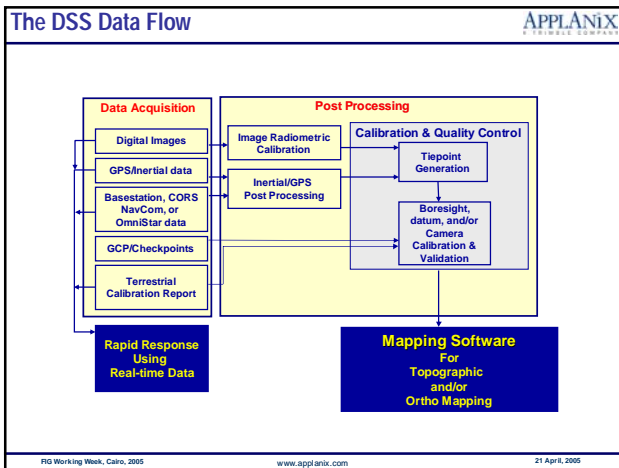 The DSS Data Flow
APPLANIX
A TRIMBLE COMPANY
Data Acquisition
Digital Images
GPS/Inertial data
Basestation, CORS
NavCom, or
OmniStar data
GCP/Checkpoints
Terrestrial
Calibration Report
Rapid Response
Using
Real-time Data
Post Processing
Image Radiometric
Calibration
Inertial/GPS
Post Processing
Calibration & Quality Control
Tiepoint
Generation
Boresight,
datum, and/or
Camera
Calibration &
Validation
Mapping Software
For
Topographic
and/or
Ortho Mapping
FIG Working Week, Cairo, 2005
www.applanix.com
21 April, 2005